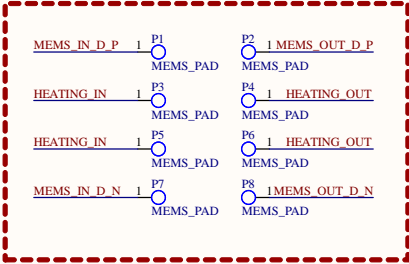 P1 P2
MEMS_IN_D_P 1 1 MEMS_OUT_D_P
MEMS_PAD MEMS_PAD
P3 P4
HEATING_IN 1 1 HEATING_OUT
MEMS_PAD MEMS_PAD
P5 P6
HEATING_IN 1 1 HEATING_OUT
MEMS_PAD MEMS_PAD
P7 P8
MEMS_IN_D_N 1 1 MEMS_OUT_D_N
MEMS_PAD MEMS_PAD